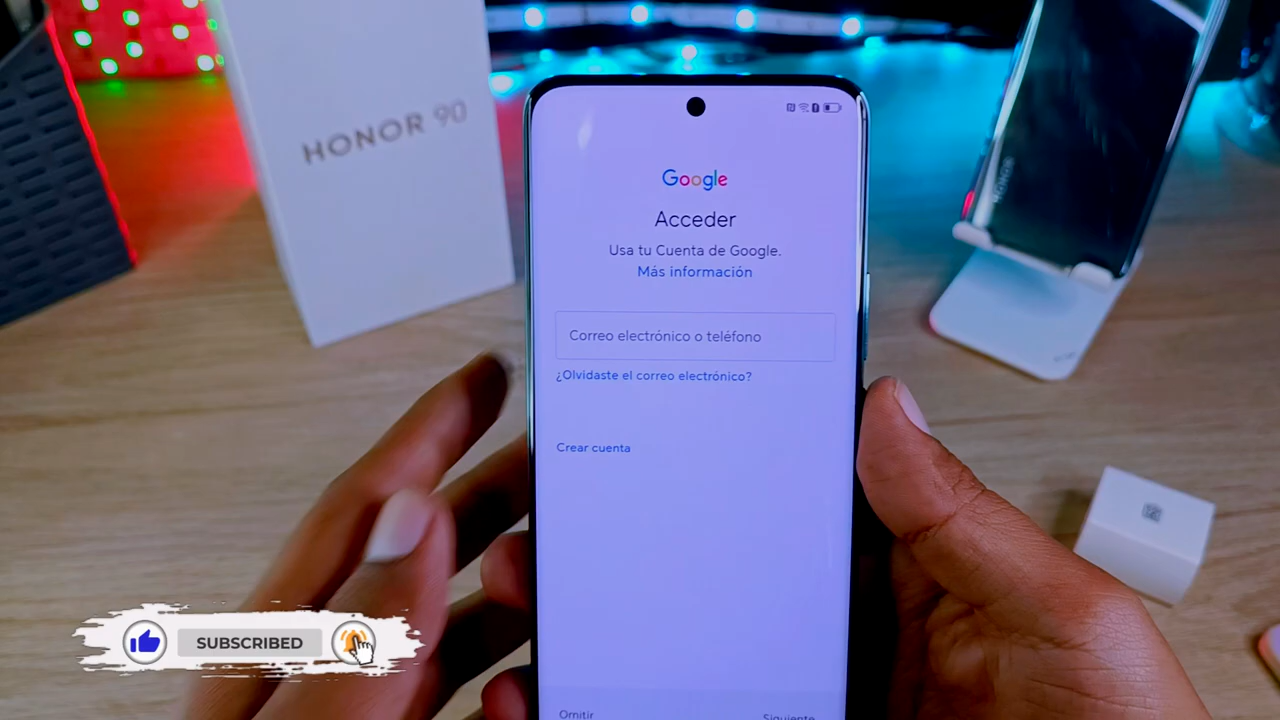 HONOR 90
Google
Acceder
Usa tu Cuenta de Google.
Más información
Correo electrónico o teléfono
¿Olvidaste el correo electrónico?
Crear cuenta
Omitir
Siguiente
SUBSCRIBED